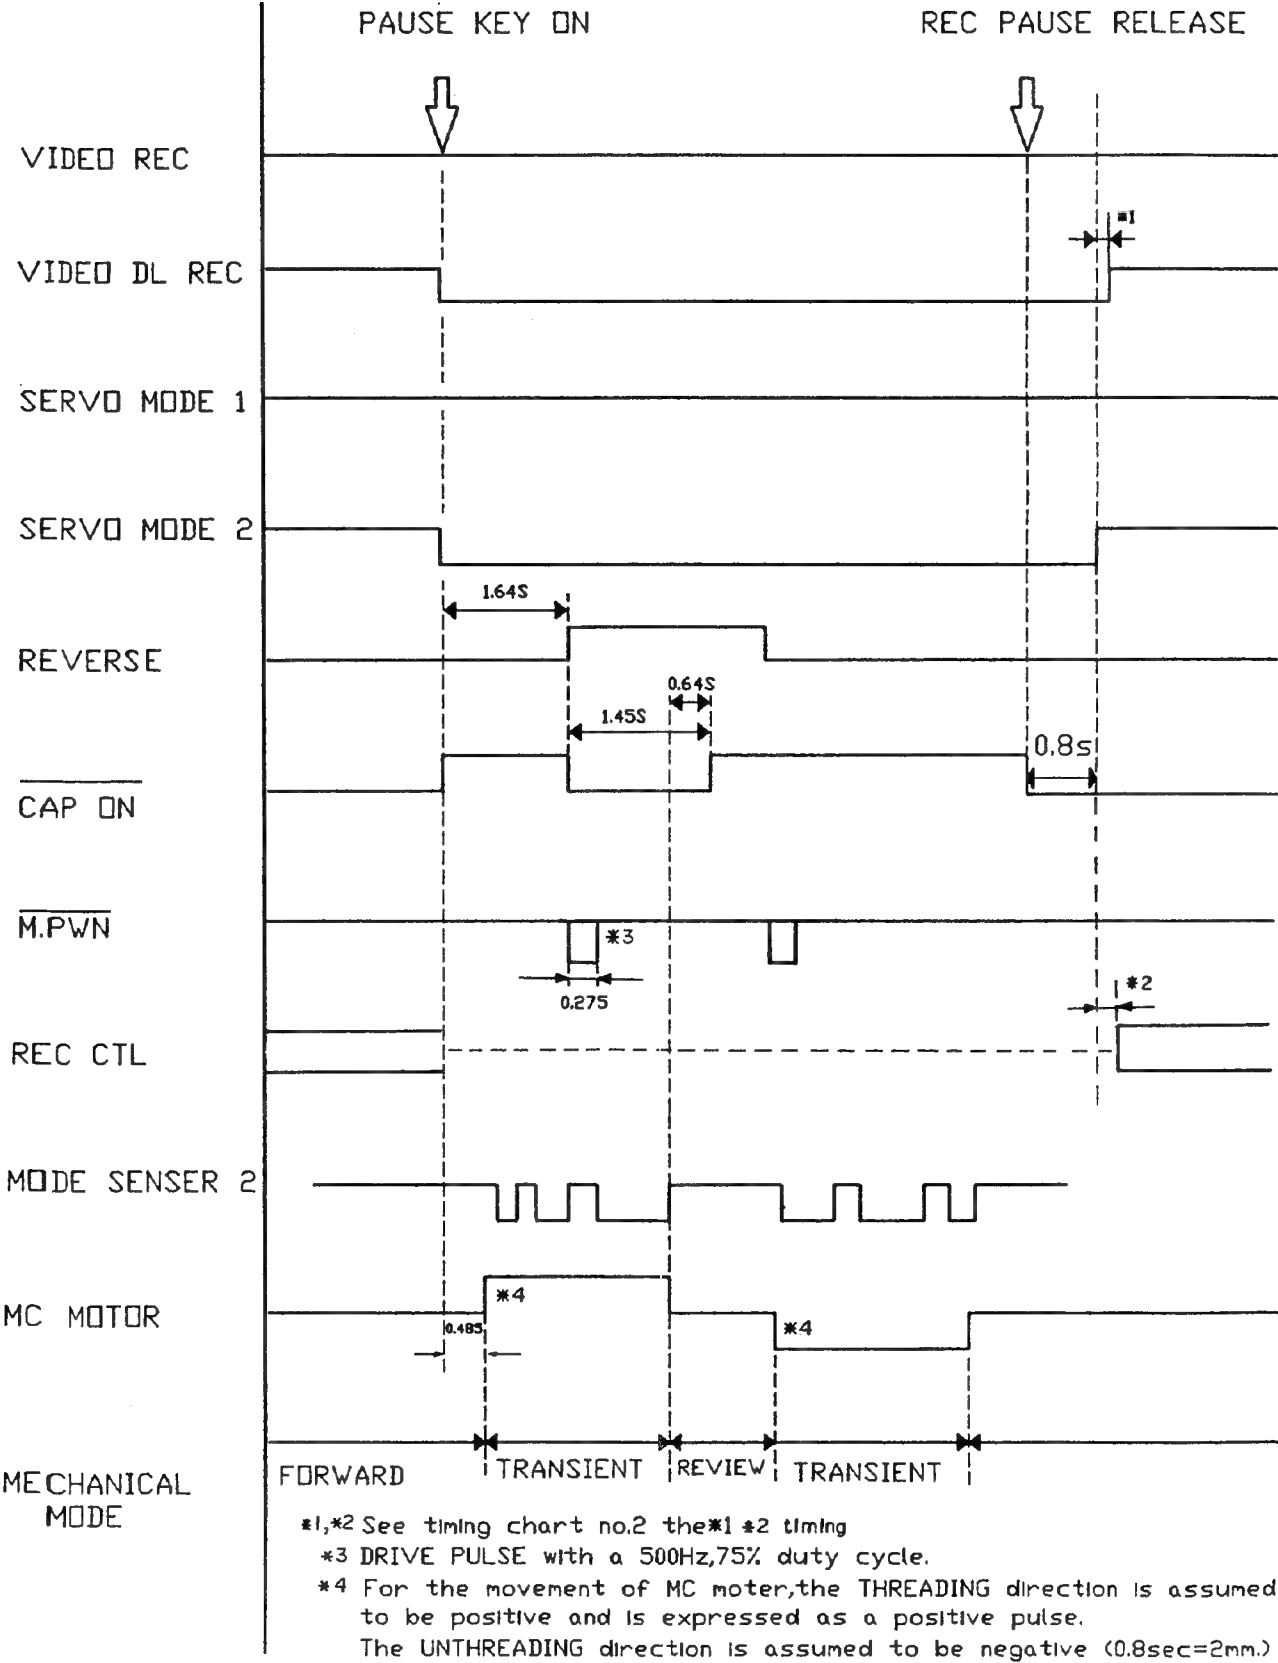 PAUSE KEY ON
REC PAUSE RELEASE
VIDEO REC
*1
VIDEO DL REC
SERVO MODE 1
SERVO MODE 2
1.64S
REVERSE
0.64S
1.45S
0.8s
CAP ON
M.PWN
*3
0.275
*2
REC CTL
MODE SENSER 2
*4
MC MOTOR
0.48S
*4
FORWARD
TRANSIENT
REVIEW
TRANSIENT
MECHANICAL
MODE
*1,*2 See timing chart no.2 the*1 *2 timing
*3 DRIVE PULSE with a 500Hz,75% duty cycle.
*4 For the movement of MC moter,the THREADING direction is assumed
to be positive and is expressed as a positive pulse.
The UNTHREADING direction is assumed to be negative (0.8sec=2mm.)